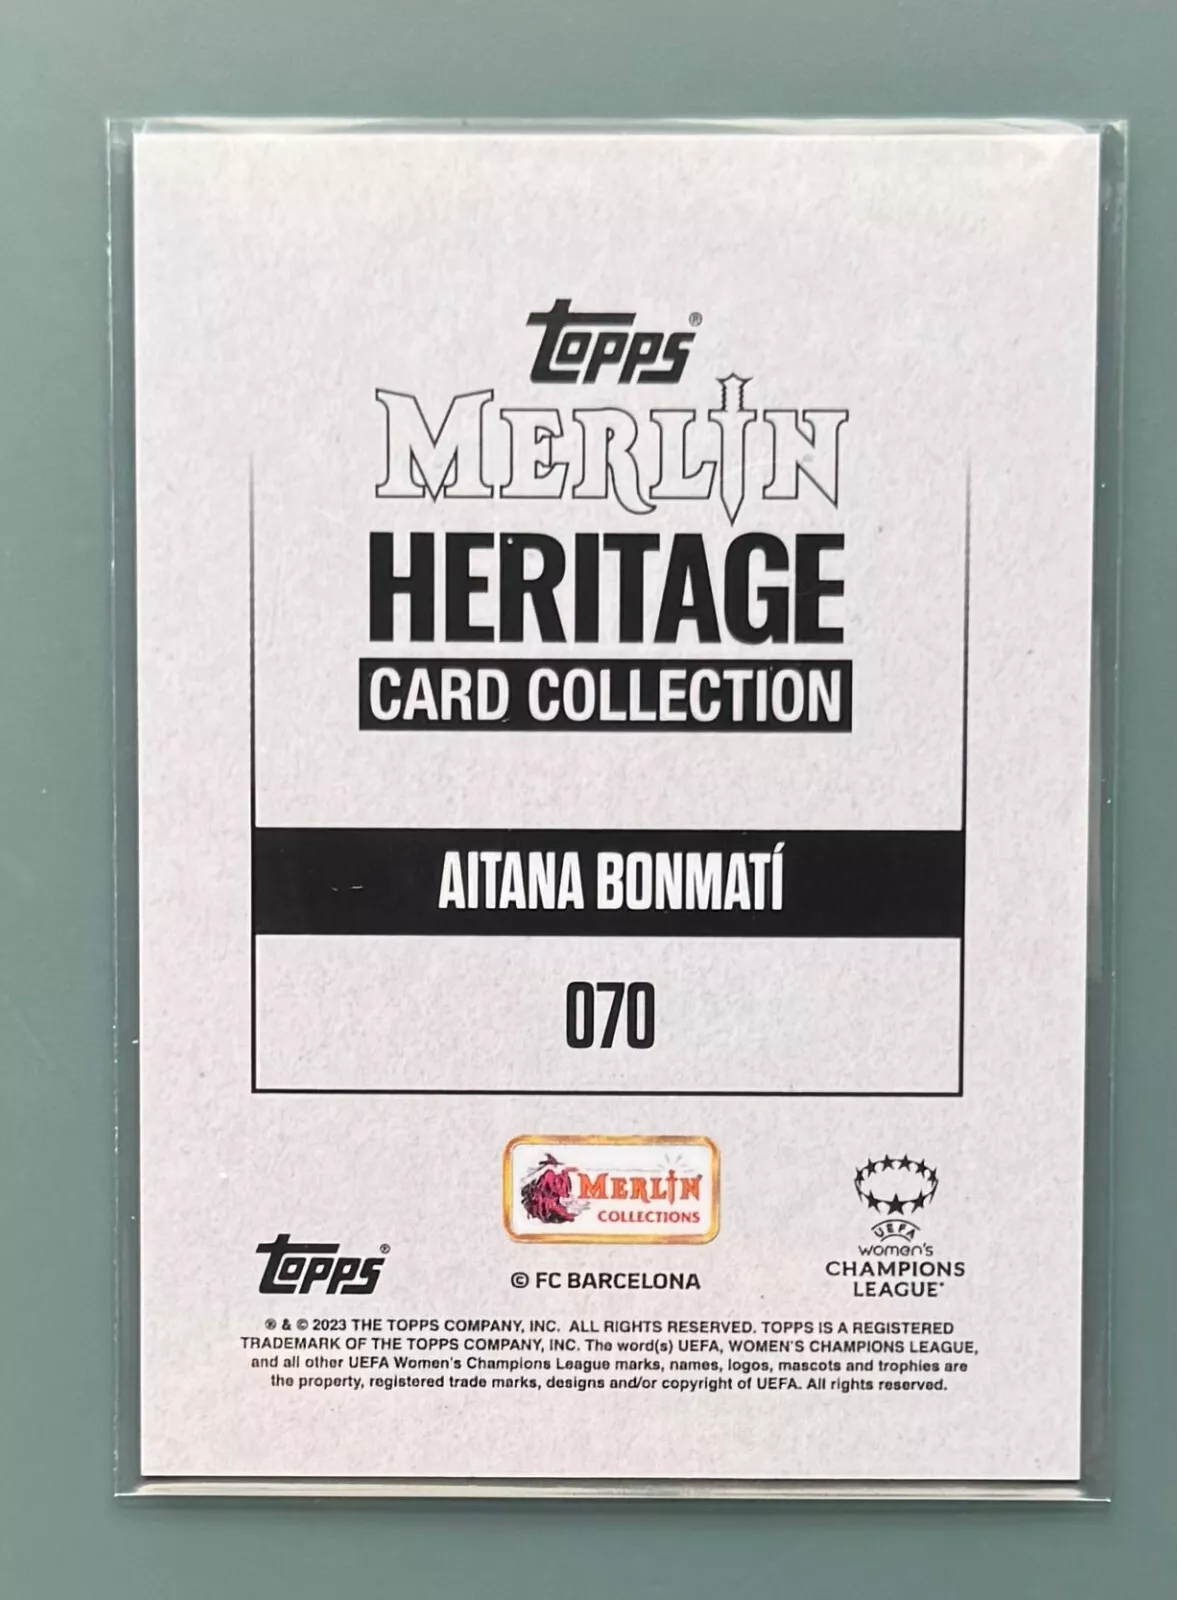 Topps®
MERLIN
HERITAGE
CARD COLLECTION
AITANA BONMATÍ
070
MERLIN
COLLECTIONS
Topps®
© FC BARCELONA
UEFA
women's
CHAMPIONS
LEAGUE
® & © 2023 THE TOPPS COMPANY, INC. ALL RIGHTS RESERVED. TOPPS IS A REGISTERED
TRADEMARK OF THE TOPPS COMPANY, INC. The word(s) UEFA, WOMEN'S CHAMPIONS LEAGUE,
and all other UEFA Women's Champions League marks, names, logos, mascots and trophies are
the property, registered trade marks, designs and/or copyright of UEFA. All rights reserved.